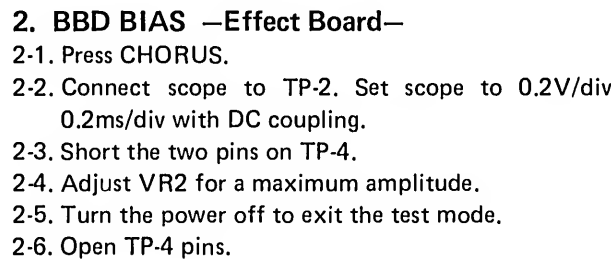 2. BBD BIAS —Effect Board—
2-1. Press CHORUS.
2-2. Connect scope to TP-2. Set scope to 0.2V/div
0.2ms/div with DC coupling.
2-3. Short the two pins on TP-4.
2-4. Adjust VR2 for a maximum amplitude.
2-5. Turn the power off to exit the test mode.
2-6. Open TP-4 pins.